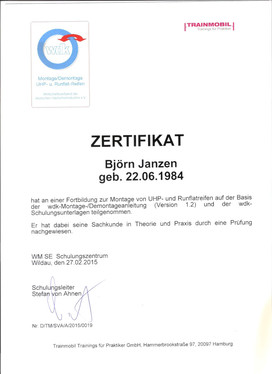 TRAINMOBIL
Trainings für Praktiker
wdk
Montage/Demontage
UHP- u. Runflat-Reifen
ZERTIFIKAT
Björn Janzen
geb. 22.06.1984
hat an einer Fortbildung zur Montage von UHP- und Runflatreifen auf der Basis
der wdk-Montage-/Demontageanleitung (Version 1.2) und der wdk-
Schulungsunterlagen teilgenommen.
Er hat dabei seine Sachkunde in Theorie und Praxis durch eine Prüfung
nachgewiesen.
WM SE Schulungszentrum
Wildau, den 27.02.2015
Schulungsleiter
Stefan von Ahnen
Nr. D/TM/SVA/A/2015/2019
Trainmobil Trainings für Praktiker GmbH, Hammerbrookstraße 97, 20097 Hamburg